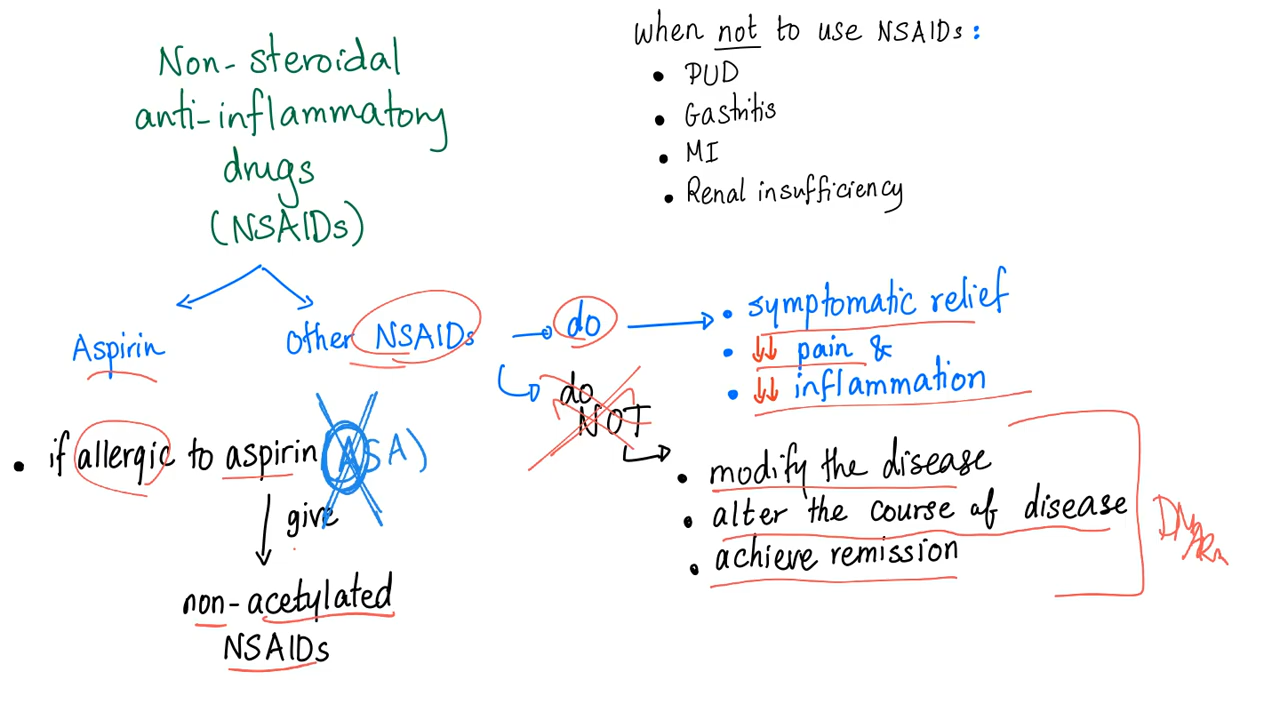 Non-steroidal
anti-inflammatory
drugs
(NSAIDs)
Aspirin
Other NSAIDs
• if allergic to aspirin (ASA)
give
non-acetylated
NSAIDs
when not to use NSAIDs:
• PUD
• Gastritis
• MI
• Renal insufficiency
do
• symptomatic relief
• ↓↓ pain &
• ↓↓ inflammation
do
NOT
• modify the disease
• alter the course of disease
• achieve remission